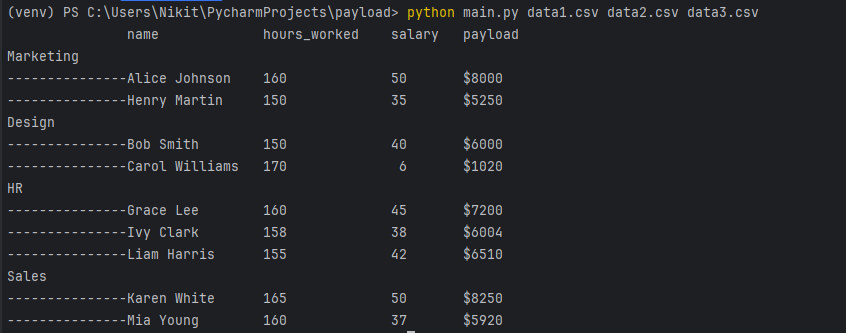 (venv) PS C:\Users\Nikit\PycharmProjects\payload> python main.py data1.csv data2.csv data3.csv
               name             hours_worked    salary   payload
Marketing
---------------Alice Johnson    160             50       $8000
---------------Henry Martin     150             35       $5250
Design
---------------Bob Smith        150             40       $6000
---------------Carol Williams   170              6       $1020
HR
---------------Grace Lee        160             45       $7200
---------------Ivy Clark        158             38       $6004
---------------Liam Harris      155             42       $6510
Sales
---------------Karen White      165             50       $8250
---------------Mia Young        160             37       $5920